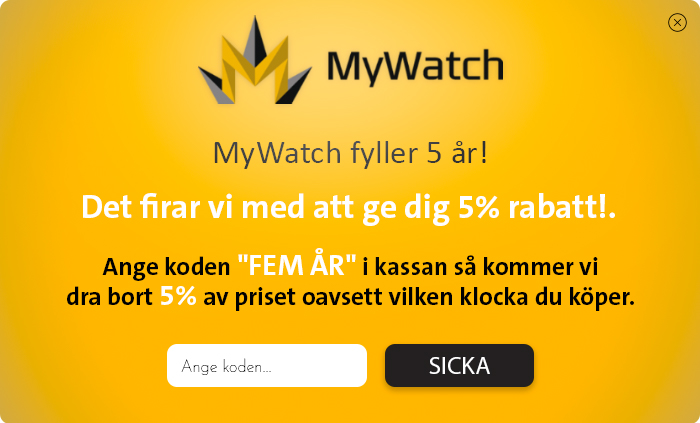 MyWatch
MyWatch fyller 5 år!
Det firar vi med att ge dig 5% rabatt!.
Ange koden "FEM ÅR" i kassan så kommer vi
dra bort 5% av priset oavsett vilken klocka du köper.
Ange koden...
SICKA